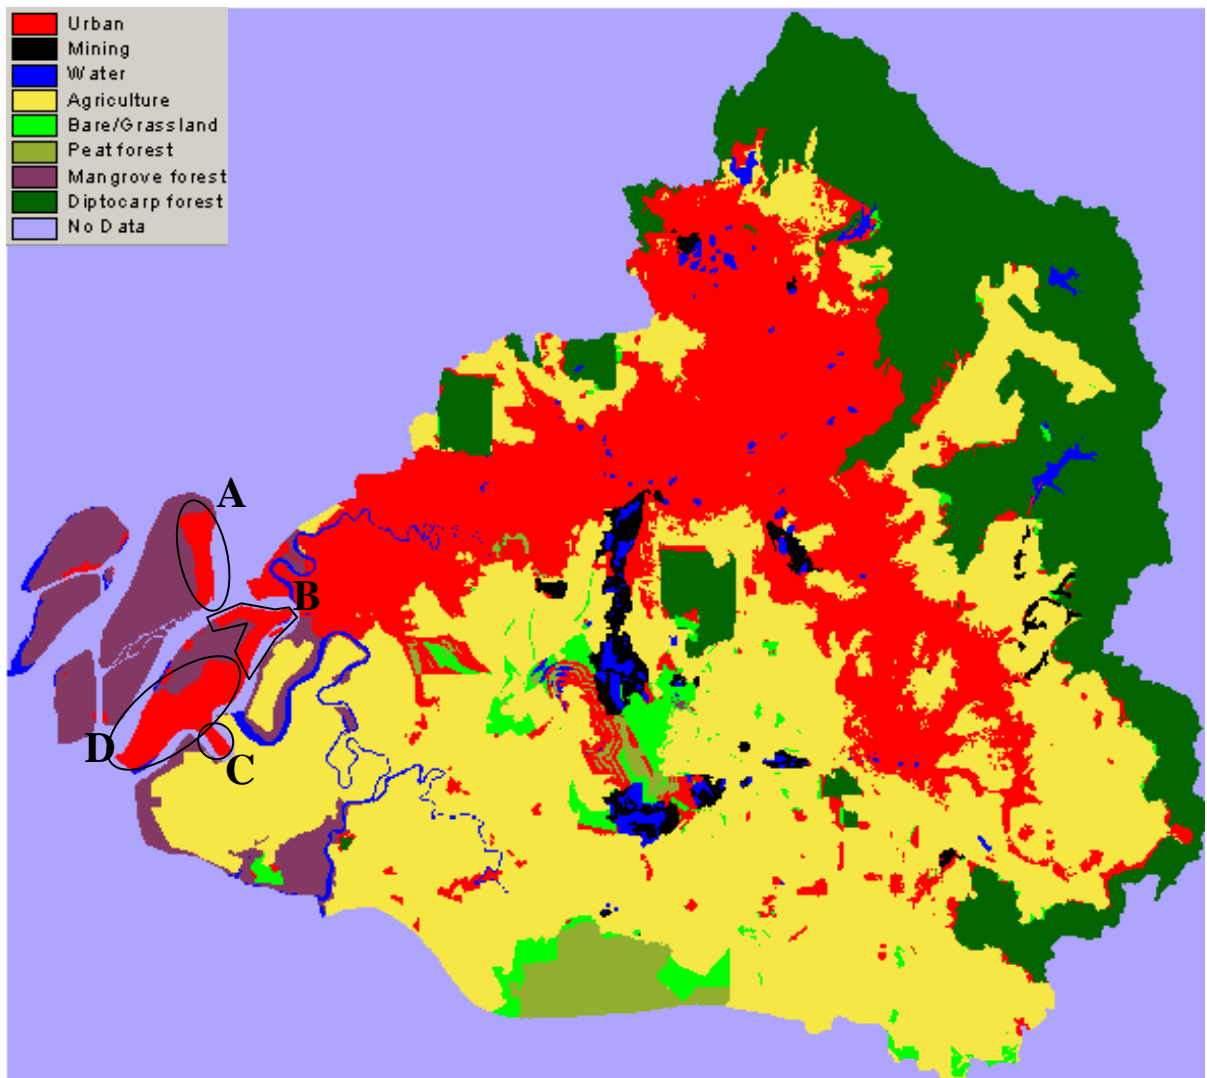 Urban
Mining
Water
Agriculture
Bare/Grassland
Peat forest
Mangrove forest
Diptocarp forest
No Data
A
B
D
C